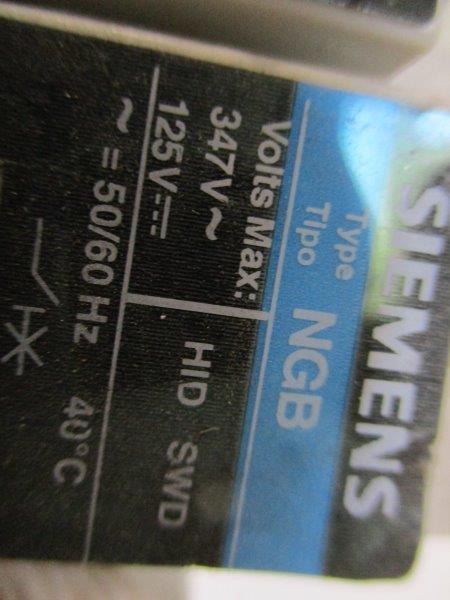 SIEMENS
Type
Tipo NGB
Volts Max:
347V~ HID SWD
125V⎓
~ = 50/60 Hz 40°C